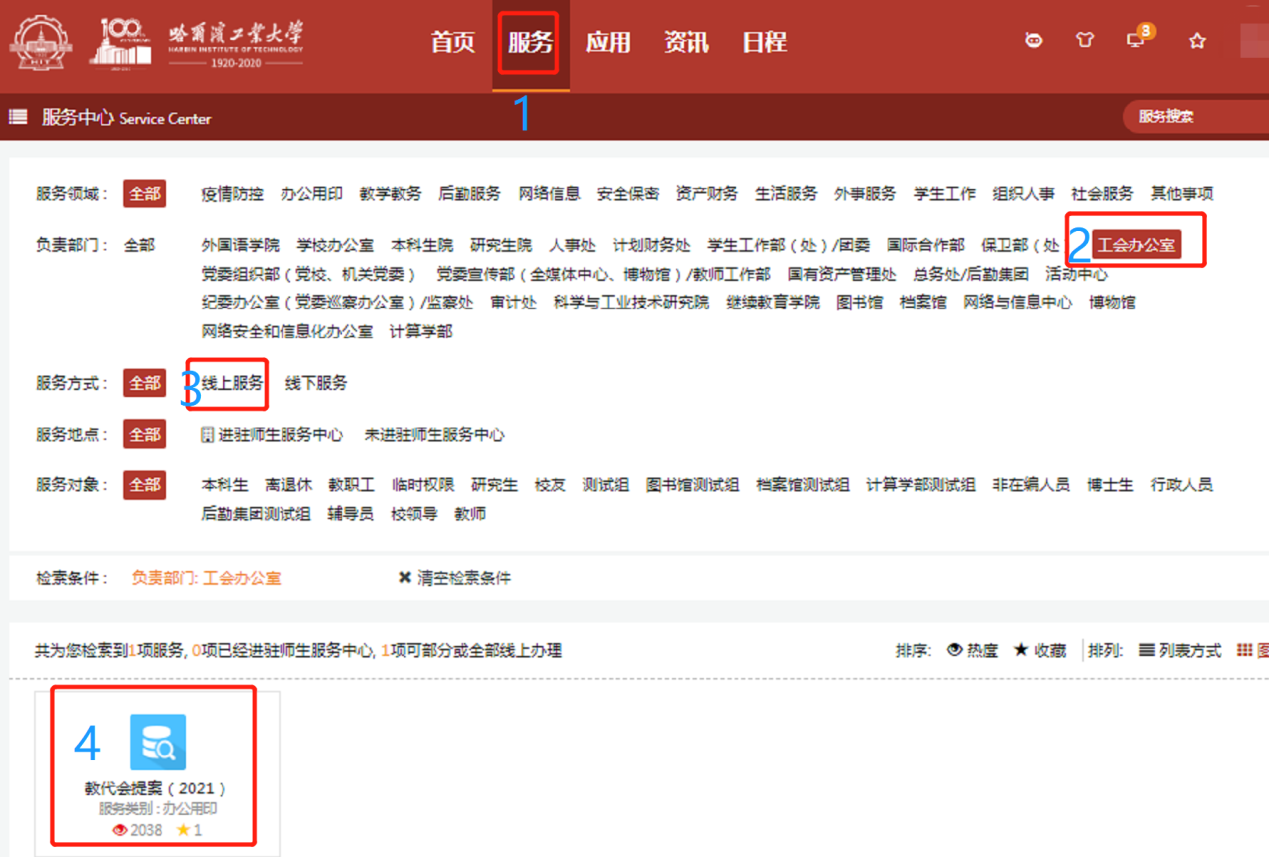 100
哈尔滨工业大学
HARBIN INSTITUTE OF TECHNOLOGY
1920-2020
首页 服务 应用 资讯 日程
3
1
服务中心 Service Center
服务搜索
服务领域: 全部 疫情防控 办公用印 教学教务 后勤服务 网络信息 安全保密 资产财务 生活服务 外事服务 学生工作 组织人事 社会服务 其他事项
负责部门: 全部 外国语学院 学校办公室 本科生院 研究生院 人事处 计划财务处 学生工作部(处)/团委 国际合作部 保卫部(处 2 工会办公室
党委组织部(党校、机关党委) 党委宣传部(全媒体中心、博物馆)/教师工作部 国有资产管理处 总务处/后勤集团 活动中心
纪委办公室(党委巡察办公室)/监察处 审计处 科学与工业技术研究院 继续教育学院 图书馆 档案馆 网络与信息中心 博物馆
网络安全和信息化办公室 计算学部
服务方式: 全部 3 线上服务 线下服务
服务地点: 全部 进驻师生服务中心 未进驻师生服务中心
服务对象: 全部 本科生 离退休 教职工 临时权限 研究生 校友 测试组 图书馆测试组 档案馆测试组 计算学部测试组 非在编人员 博士生 行政人员
后勤集团测试组 辅导员 校领导 教师
检索条件: 负责部门: 工会办公室 ✖ 清空检索条件
共为您检索到1项服务, 0项已经进驻师生服务中心, 1项可部分或全部线上办理
排序: 热度 ★ 收藏 排列: 列表方式
4
教代会提案(2021)
服务类别:办公用印
2038 ★ 1